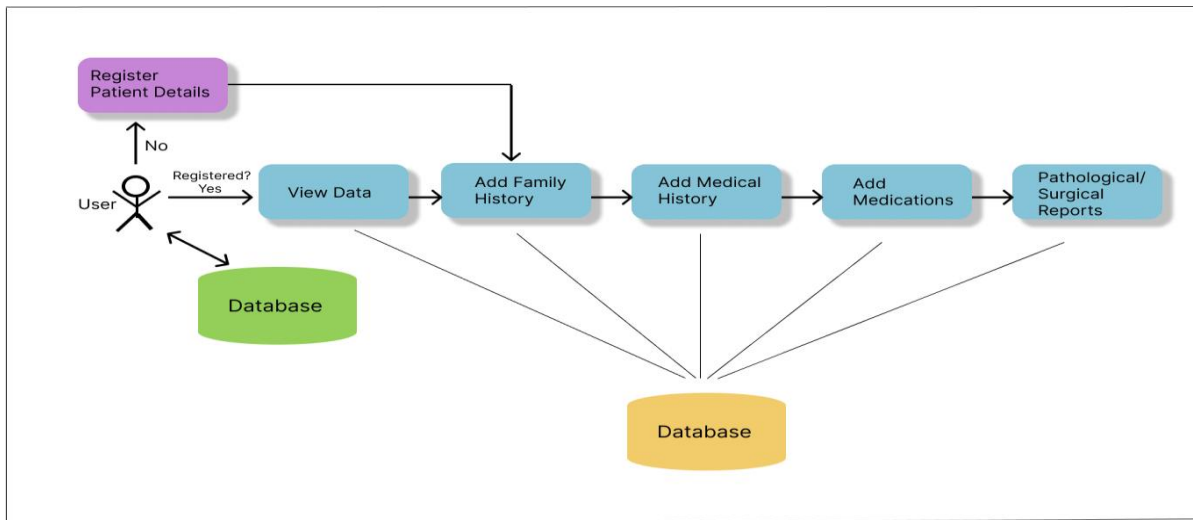 Register
Patient Details
No
Registered?
Yes
User
View Data
Add Family
History
Add Medical
History
Add
Medications
Pathological/
Surgical
Reports
Database
Database